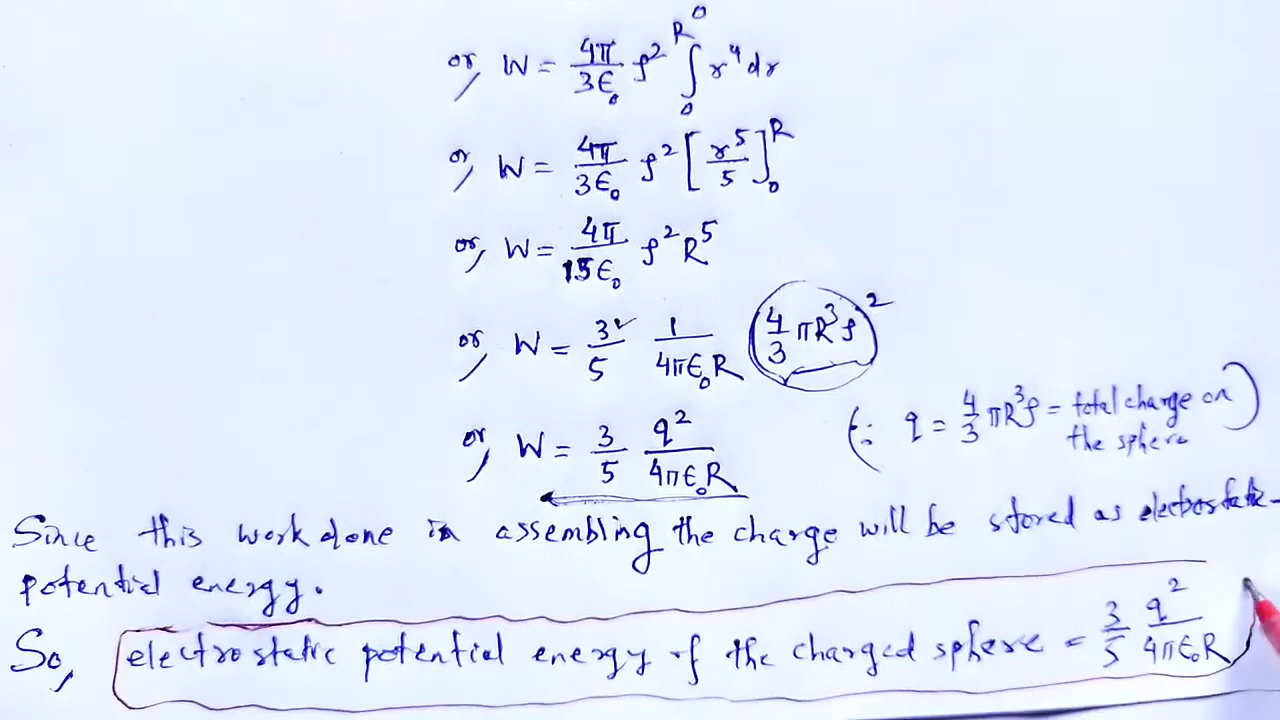 or, W = 4π/3ϵ₀ ρ² ∫₀ᴿ r⁴ dr
or, W = 4π/3ϵ₀ ρ² [r⁵/5]₀ᴿ
or, W = 4π/15ϵ₀ ρ² R⁵
or, W = 3/5 1/4πϵ₀R (4/3 πR³ρ)²
or, W = 3/5 q²/4πϵ₀R (∵ q = 4/3 πR³ρ = total charge on
the sphere)
Since this work done in assembling the charge will be stored as electrostatic-
potential energy.
So, electrostatic potential energy of the charged sphere = 3/5 q²/4πϵ₀R